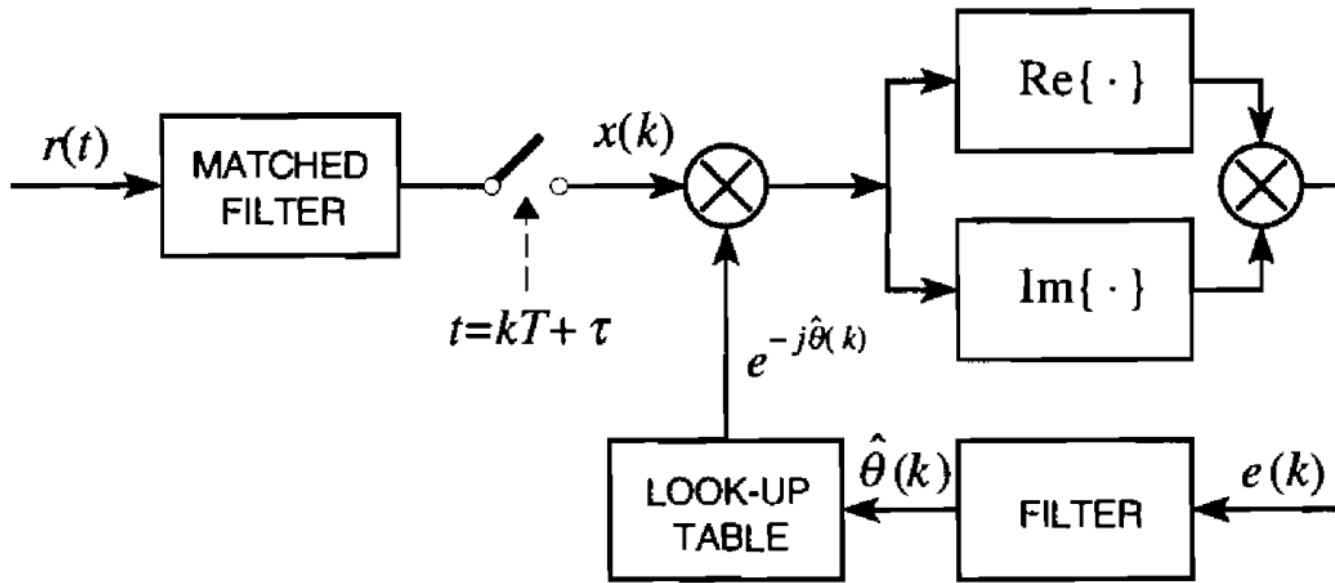 r(t)
MATCHED
FILTER
x(k)
t=kT+ τ
Re{ · }
Im{ · }
e^{-jθ̂(k)}
LOOK-UP
TABLE
θ̂(k)
FILTER
e(k)